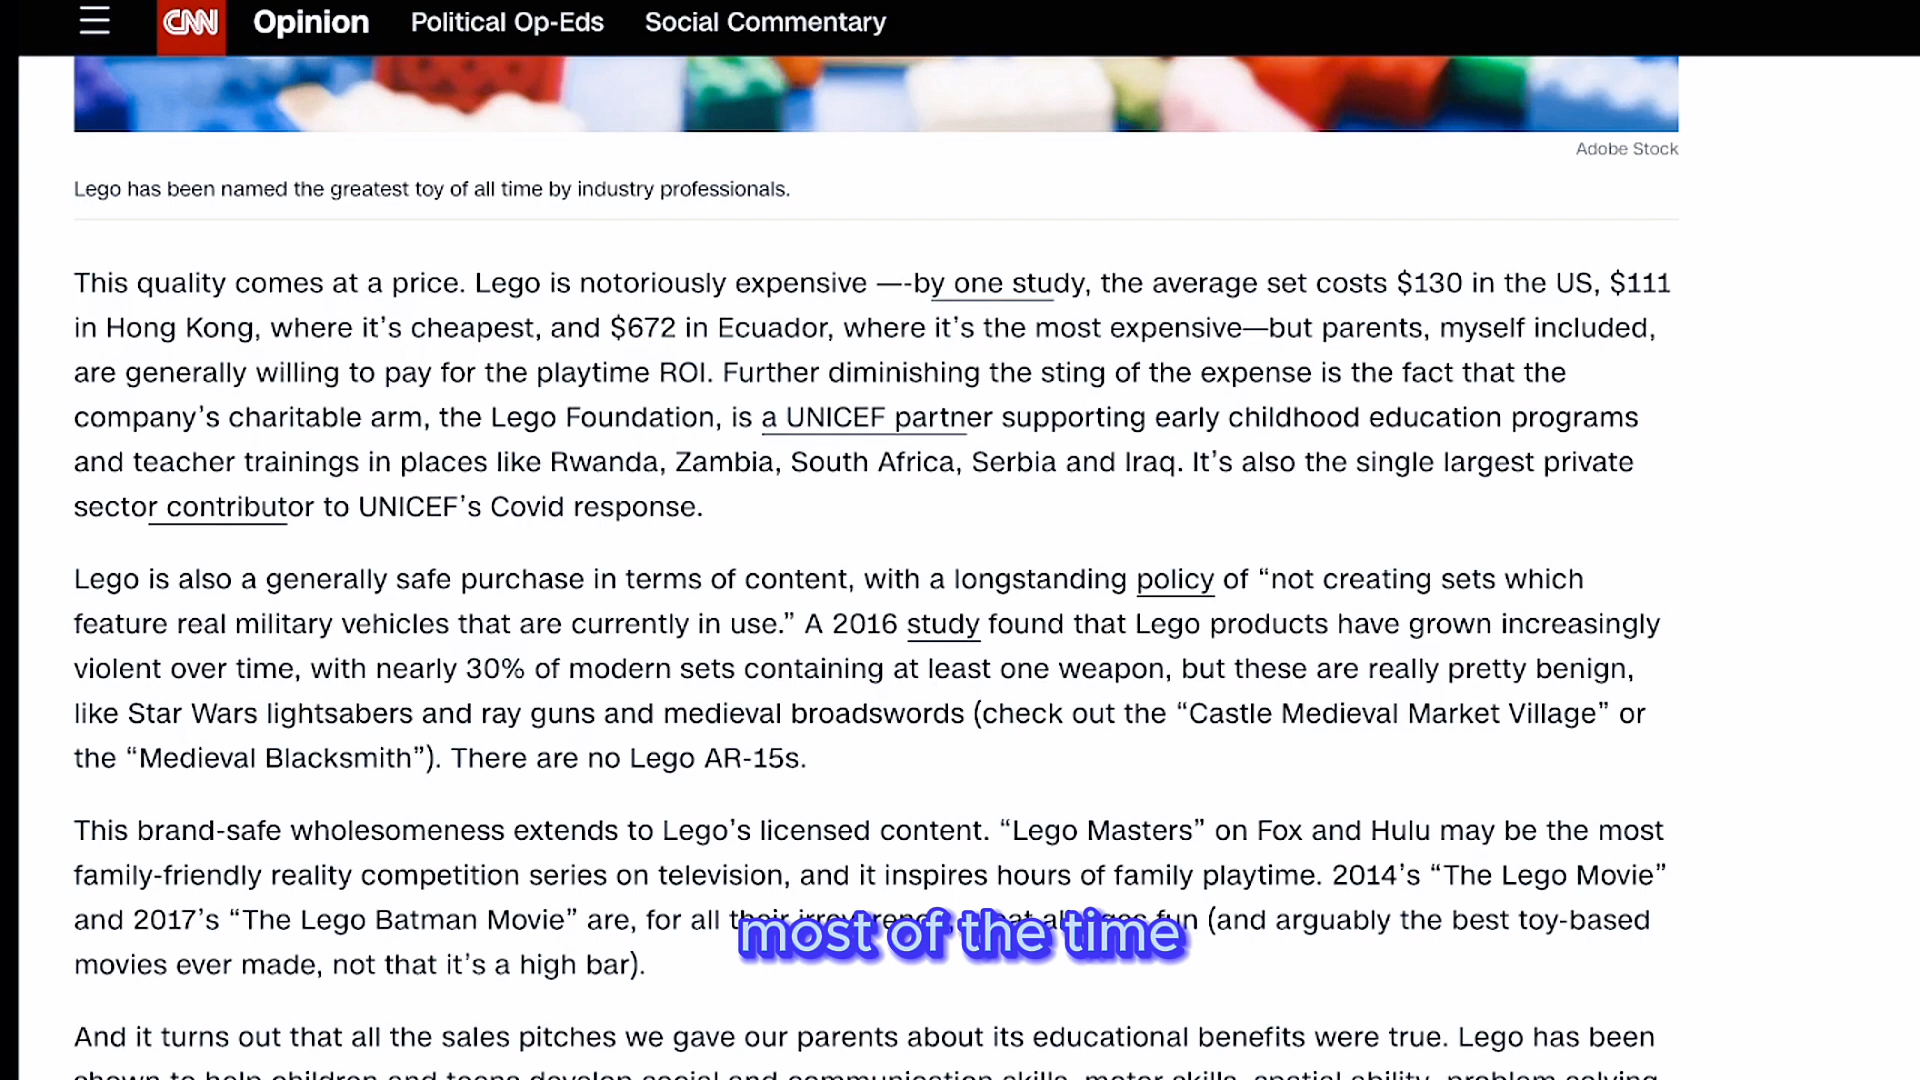 CNN Opinion Political Op-Eds Social Commentary
Adobe Stock
Lego has been named the greatest toy of all time by industry professionals.
This quality comes at a price. Lego is notoriously expensive —-by one study, the average set costs $130 in the US, $111
in Hong Kong, where it’s cheapest, and $672 in Ecuador, where it’s the most expensive—but parents, myself included,
are generally willing to pay for the playtime ROI. Further diminishing the sting of the expense is the fact that the
company’s charitable arm, the Lego Foundation, is a UNICEF partner supporting early childhood education programs
and teacher trainings in places like Rwanda, Zambia, South Africa, Serbia and Iraq. It’s also the single largest private
sector contributor to UNICEF’s Covid response.
Lego is also a generally safe purchase in terms of content, with a longstanding policy of “not creating sets which
feature real military vehicles that are currently in use.” A 2016 study found that Lego products have grown increasingly
violent over time, with nearly 30% of modern sets containing at least one weapon, but these are really pretty benign,
like Star Wars lightsabers and ray guns and medieval broadswords (check out the “Castle Medieval Market Village” or
the “Medieval Blacksmith”). There are no Lego AR-15s.
This brand-safe wholesomeness extends to Lego’s licensed content. “Lego Masters” on Fox and Hulu may be the most
family-friendly reality competition series on television, and it inspires hours of family playtime. 2014’s “The Lego Movie”
and 2017’s “The Lego Batman Movie” are, for all fun (and arguably the best toy-based
most of the time
movies ever made, not that it’s a high bar).
And it turns out that all the sales pitches we gave our parents about its educational benefits were true. Lego has been